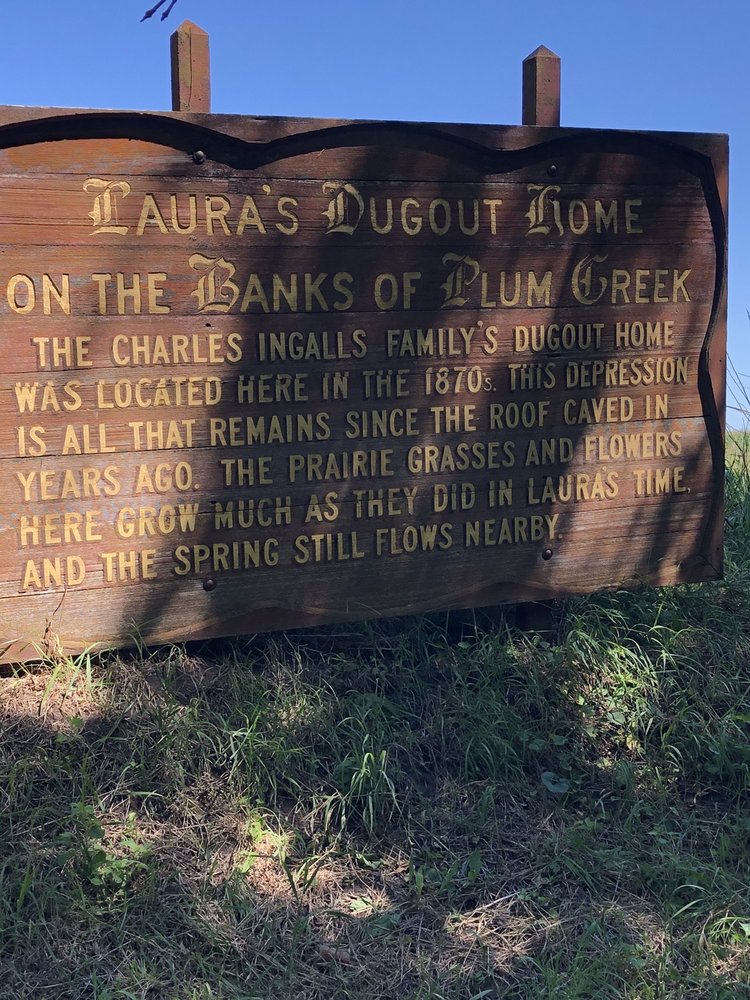 LAURA'S DUGOUT HOME
ON THE BANKS OF PLUM CREEK
THE CHARLES INGALLS FAMILY'S DUGOUT HOME
WAS LOCATED HERE IN THE 1870s. THIS DEPRESSION
IS ALL THAT REMAINS SINCE THE ROOF CAVED IN
YEARS AGO. THE PRAIRIE GRASSES AND FLOWERS
HERE GROW MUCH AS THEY DID IN LAURA'S TIME,
AND THE SPRING STILL FLOWS NEARBY.